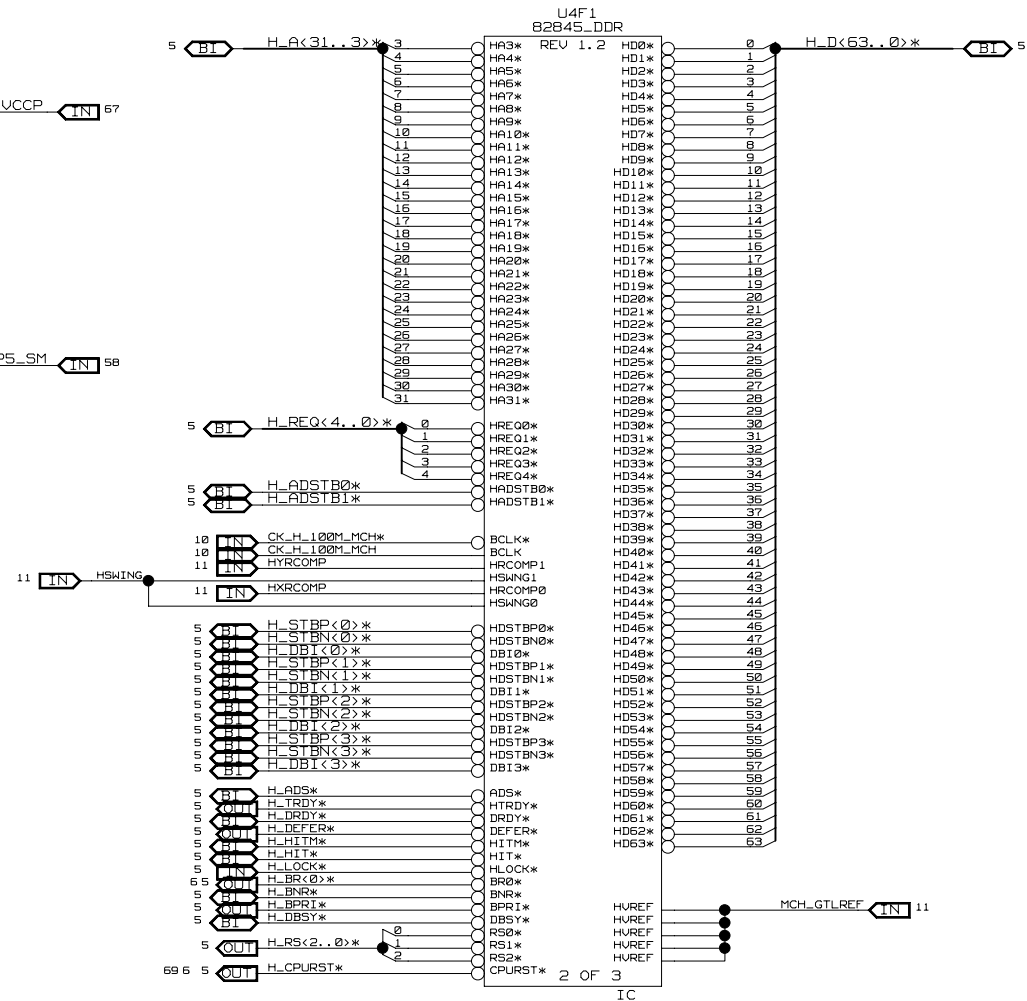 U4F1
82845_DDR
REV 1.2
5 BI H_A<31..3>* 3 HA3* HD0* 0 H_D<63..0>* BI 5
4 HA4* HD1* 1
5 HA5* HD2* 2
6 HA6* HD3* 3
7 HA7* HD4* 4
VCCP IN 67
8 HA8* HD5* 5
9 HA9* HD6* 6
10 HA10* HD7* 7
11 HA11* HD8* 8
12 HA12* HD9* 9
13 HA13* HD10* 10
14 HA14* HD11* 11
15 HA15* HD12* 12
16 HA16* HD13* 13
17 HA17* HD14* 14
18 HA18* HD15* 15
19 HA19* HD16* 16
20 HA20* HD17* 17
21 HA21* HD18* 18
22 HA22* HD19* 19
23 HA23* HD20* 20
24 HA24* HD21* 21
25 HA25* HD22* 22
26 HA26* HD23* 23
27 HA27* HD24* 24
P5_SM IN 58
28 HA28* HD25* 25
29 HA29* HD26* 26
30 HA30* HD27* 27
31 HA31* HD28* 28
HD29* 29
5 BI H_REQ<4..0>* 0 HREQ0* HD30* 30
1 HREQ1* HD31* 31
2 HREQ2* HD32* 32
3 HREQ3* HD33* 33
4 HREQ4* HD34* 34
5 BI H_ADSTB0* HADSTB0* HD35* 35
5 BI H_ADSTB1* HADSTB1* HD36* 36
HD37* 37
HD38* 38
10 IN CK_H_100M_MCH* BCLK* HD39* 39
10 IN CK_H_100M_MCH BCLK HD40* 40
11 IN HYRCOMP HRCOMP1 HD41* 41
11 IN HSWING HSWNG1 HD42* 42
11 IN HXRCOMP HRCOMP0 HD43* 43
HSWNG0 HD44* 44
HD45* 45
5 BI H_STBP<0>* HDSTBP0* HD46* 46
5 BI H_STBN<0>* HDSTBN0* HD47* 47
5 BI H_DBI<0>* DBI0* HD48* 48
5 BI H_STBP<1>* HDSTBP1* HD49* 49
5 BI H_STBN<1>* HDSTBN1* HD50* 50
5 BI H_DBI<1>* DBI1* HD51* 51
5 BI H_STBP<2>* HDSTBP2* HD52* 52
5 BI H_STBN<2>* HDSTBN2* HD53* 53
5 BI H_DBI<2>* DBI2* HD54* 54
5 BI H_STBP<3>* HDSTBP3* HD55* 55
5 BI H_STBN<3>* HDSTBN3* HD56* 56
5 BI H_DBI<3>* DBI3* HD57* 57
HD58* 58
5 BI H_ADS* ADS* HD59* 59
5 OUT H_TRDY* HTRDY* HD60* 60
5 BI H_DRDY* DRDY* HD61* 61
5 OUT H_DEFER* DEFER* HD62* 62
5 BI H_HITM* HITM* HD63* 63
5 BI H_HIT* HIT*
5 IN H_LOCK* HLOCK*
6 5 OUT H_BR<0>* BR0*
5 BI H_BNR* BNR*
5 OUT H_BPRI* BPRI* HVREF MCH_GTLREF IN 11
5 BI H_DBSY* DBSY* HVREF
0 RS0* HVREF
5 OUT H_RS<2..0>* 1 RS1* HVREF
2 RS2* HVREF
69 6 5 OUT H_CPURST* CPURST* 2 OF 3
IC